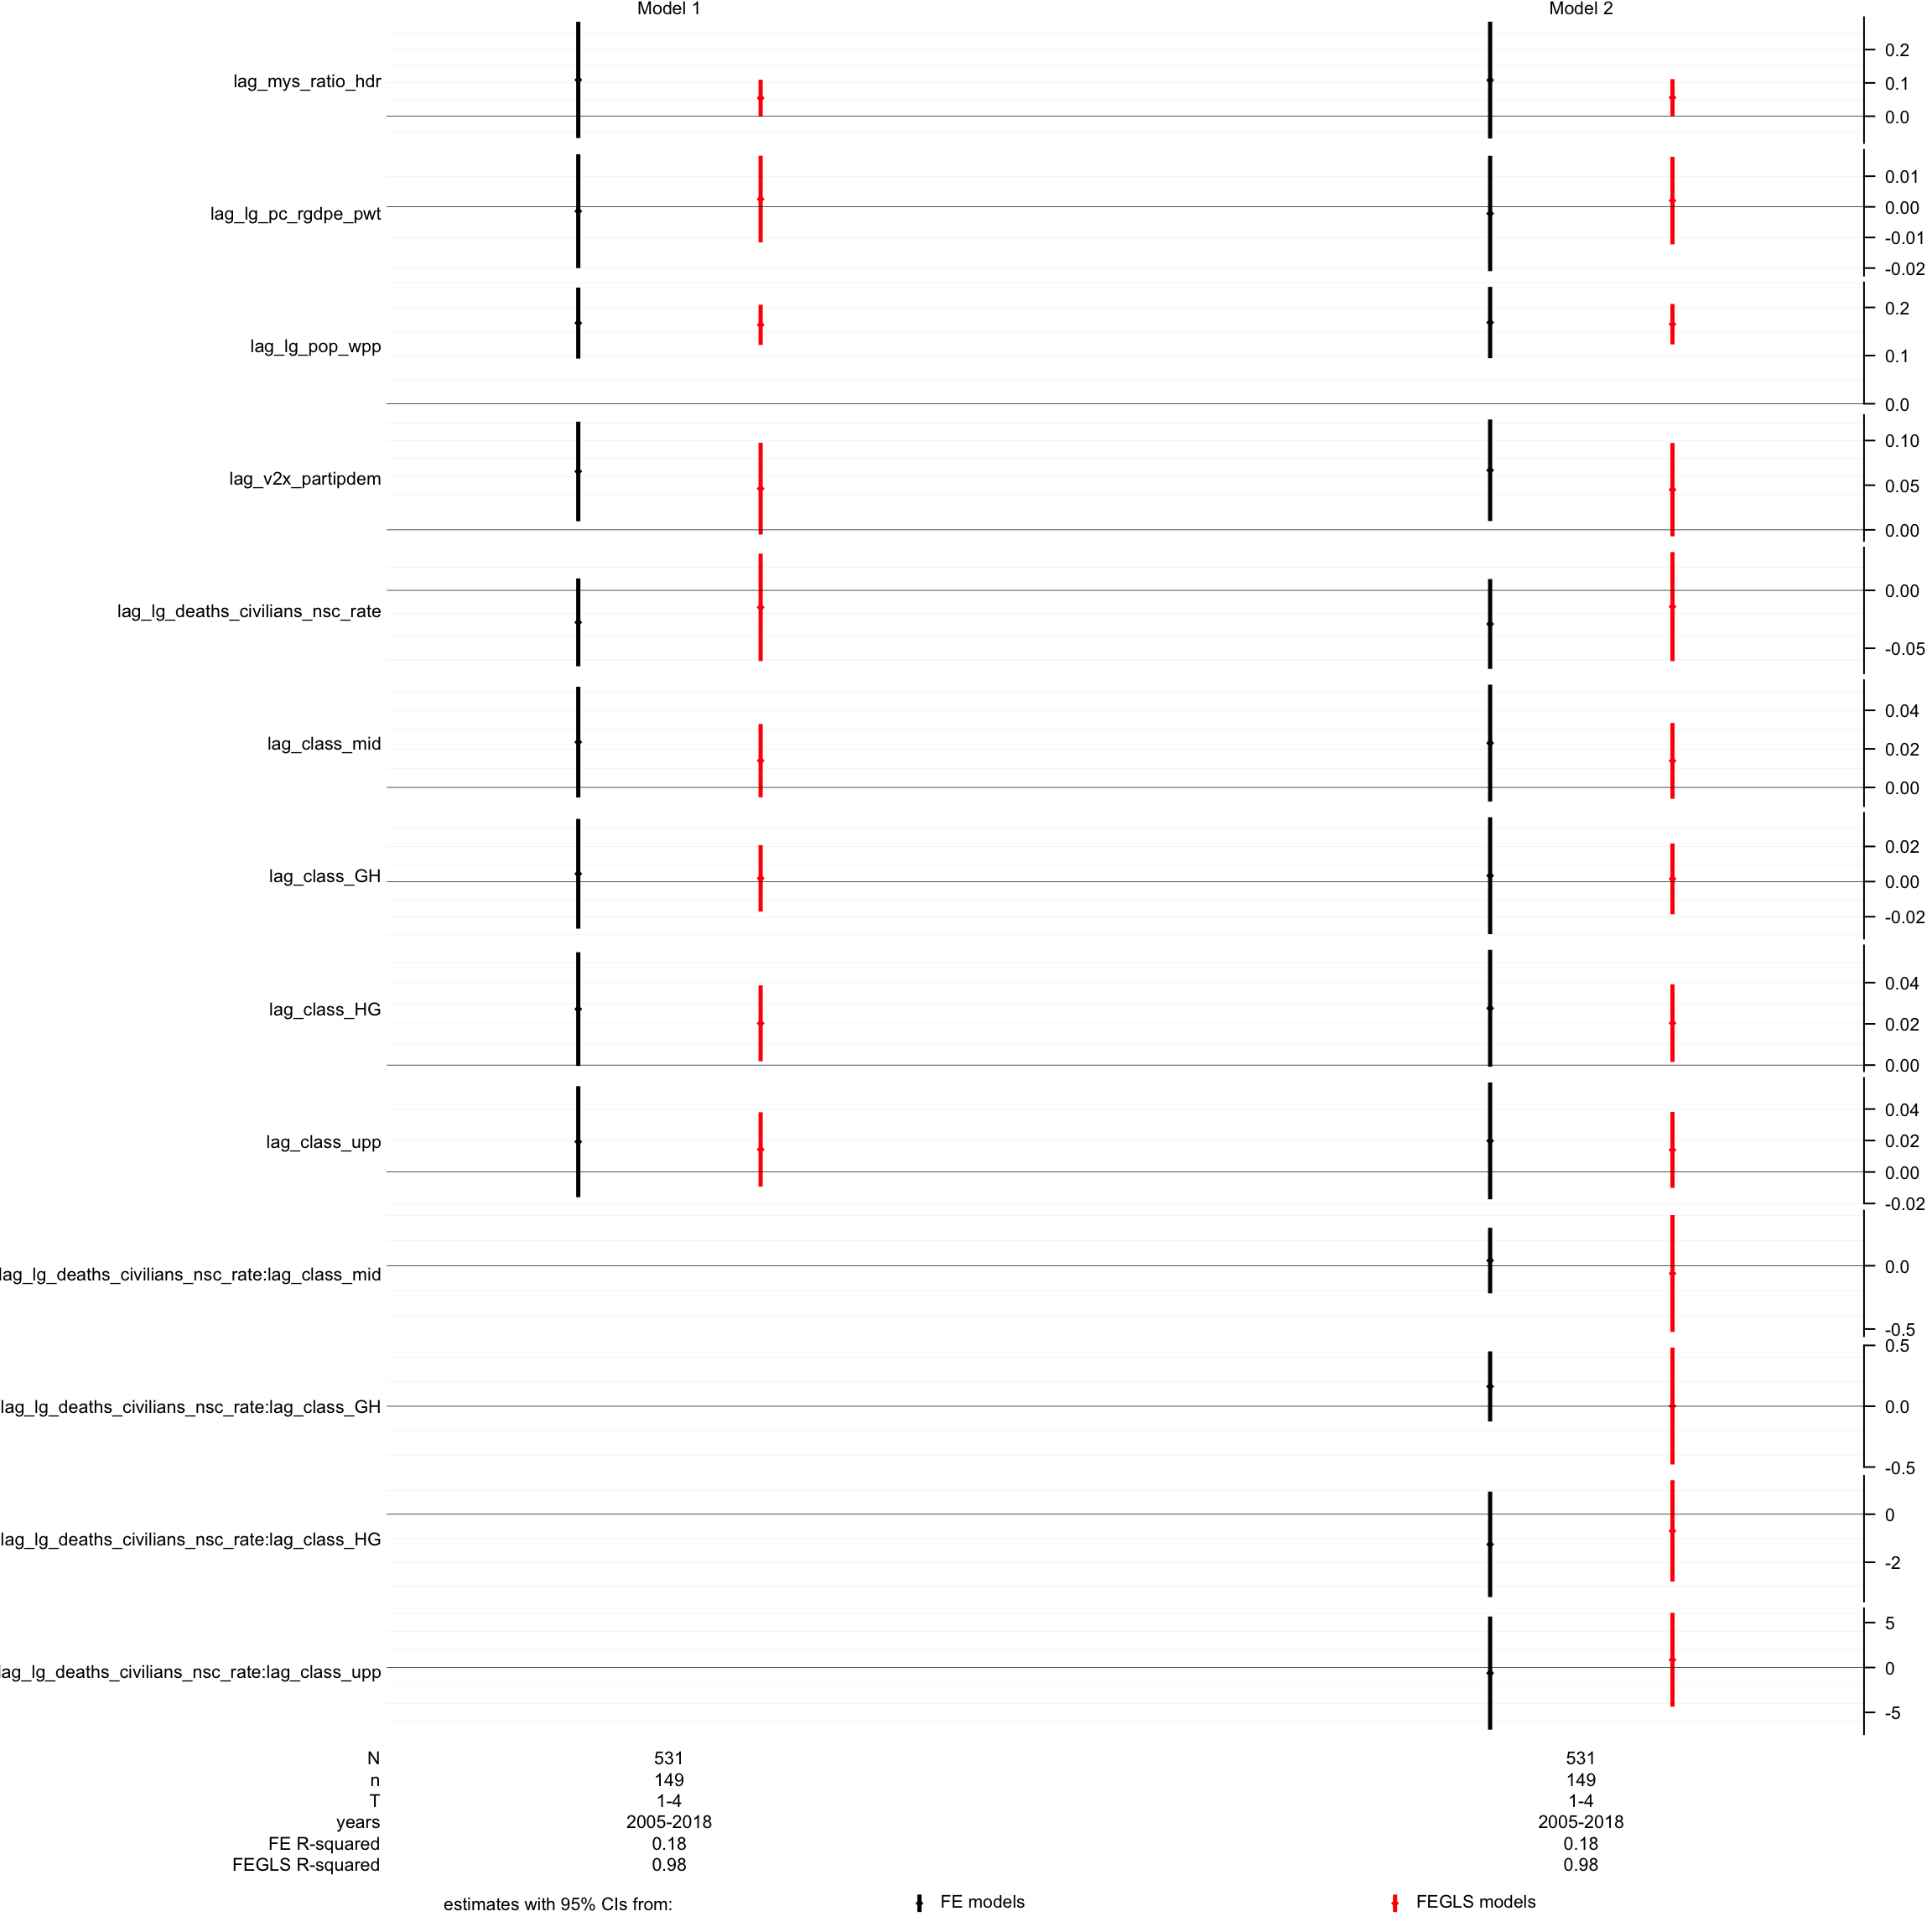 Model 1 Model 2
lag_mys_ratio_hdr
0.2
0.1
0.0
lag_lg_pc_rgdpe_pwt
0.01
0.00
-0.01
-0.02
lag_lg_pop_wpp
0.2
0.1
0.0
lag_v2x_partipdem
0.10
0.05
0.00
lag_lg_deaths_civilians_nsc_rate
0.00
-0.05
lag_class_mid
0.04
0.02
0.00
lag_class_GH
0.02
0.00
-0.02
lag_class_HG
0.04
0.02
0.00
lag_class_upp
0.04
0.02
0.00
-0.02
lag_lg_deaths_civilians_nsc_rate:lag_class_mid
0.0
-0.5
lag_lg_deaths_civilians_nsc_rate:lag_class_GH
0.5
0.0
-0.5
lag_lg_deaths_civilians_nsc_rate:lag_class_HG
0
-2
lag_lg_deaths_civilians_nsc_rate:lag_class_upp
5
0
-5
N 531 531
n 149 149
T 1-4 1-4
years 2005-2018 2005-2018
FE R-squared 0.18 0.18
FEGLS R-squared 0.98 0.98
estimates with 95% CIs from: FE models FEGLS models